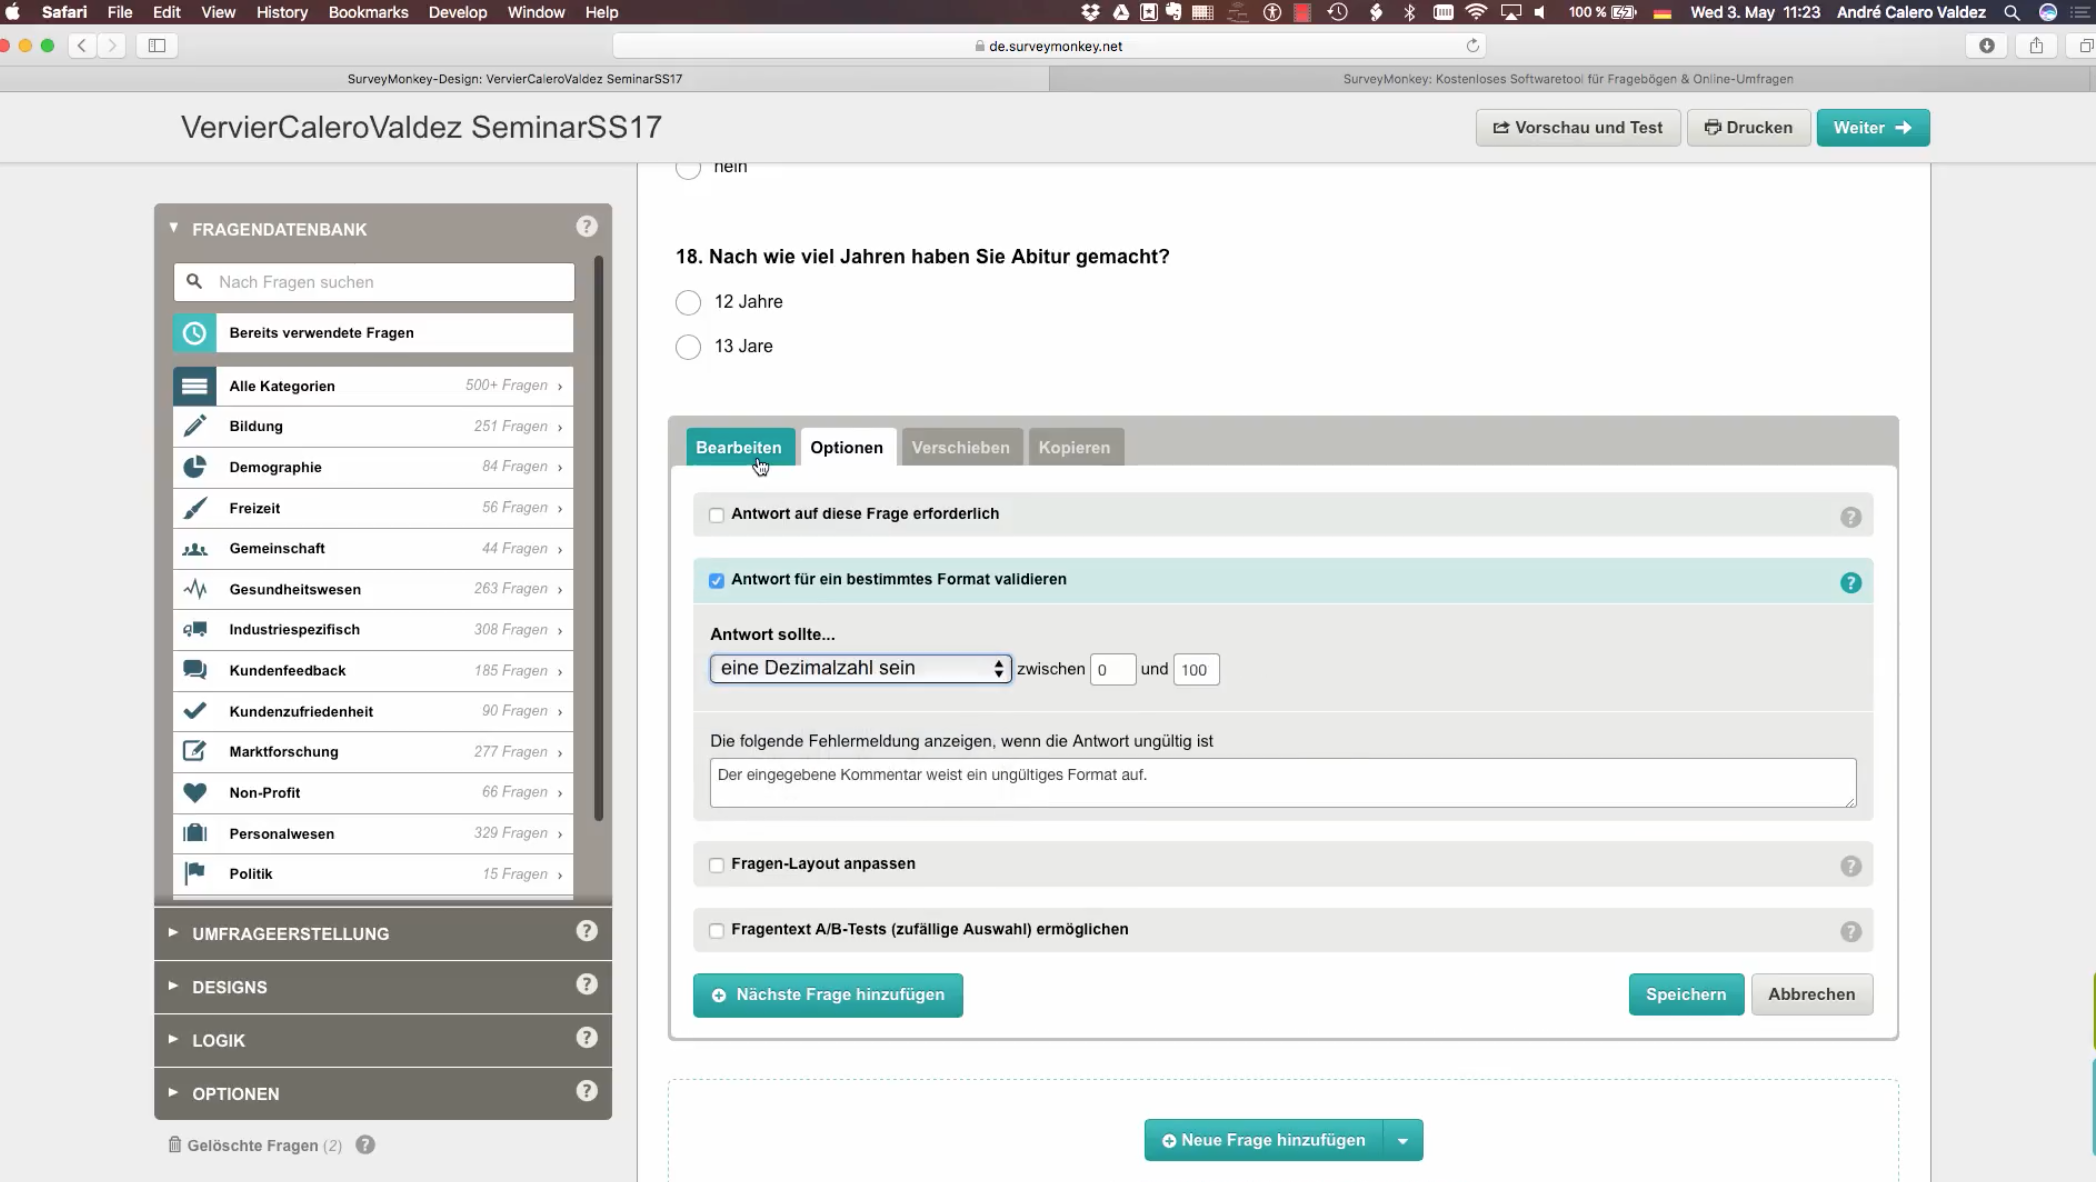 Safari File Edit View History Bookmarks Develop Window Help 100 % Wed 3. May 11:23 André Calero Valdez
de.surveymonkey.net
SurveyMonkey-Design: VervierCaleroValdez SeminarSS17
SurveyMonkey: Kostenloses Softwaretool für Fragebögen & Online-Umfragen
VervierCaleroValdez SeminarSS17
Vorschau und Test
Drucken
Weiter
FRAGENDATENBANK ?
Nach Fragen suchen
Bereits verwendete Fragen
Alle Kategorien 500+ Fragen ›
Bildung 251 Fragen ›
Demographie 84 Fragen ›
Freizeit 56 Fragen ›
Gemeinschaft 44 Fragen ›
Gesundheitswesen 263 Fragen ›
Industriespezifisch 308 Fragen ›
Kundenfeedback 185 Fragen ›
Kundenzufriedenheit 90 Fragen ›
Marktforschung 277 Fragen ›
Non-Profit 66 Fragen ›
Personalwesen 329 Fragen ›
Politik 15 Fragen ›
UMFRAGEERSTELLUNG ?
DESIGNS ?
LOGIK ?
OPTIONEN ?
Gelöschte Fragen (2) ?
nein
18. Nach wie viel Jahren haben Sie Abitur gemacht?
12 Jahre
13 Jare
Bearbeiten Optionen Verschieben Kopieren
Antwort auf diese Frage erforderlich ?
Antwort für ein bestimmtes Format validieren ?
Antwort sollte...
eine Dezimalzahl sein zwischen 0 und 100
Die folgende Fehlermeldung anzeigen, wenn die Antwort ungültig ist
Der eingegebene Kommentar weist ein ungültiges Format auf.
Fragen-Layout anpassen ?
Fragentext A/B-Tests (zufällige Auswahl) ermöglichen ?
Nächste Frage hinzufügen
Speichern
Abbrechen
Neue Frage hinzufügen